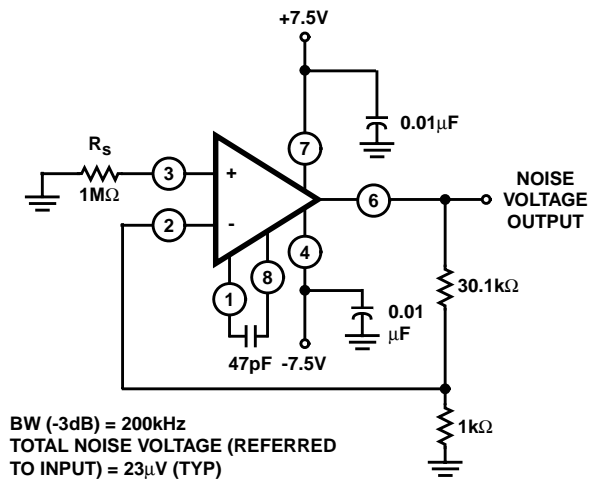 +7.5V
0.01μF
7
Rs
1MΩ
3
+
NOISE
VOLTAGE
OUTPUT
6
2
-
4
8
1
30.1kΩ
0.01
μF
47pF
-7.5V
1kΩ
BW (-3dB) = 200kHz
TOTAL NOISE VOLTAGE (REFERRED
TO INPUT) = 23μV (TYP)